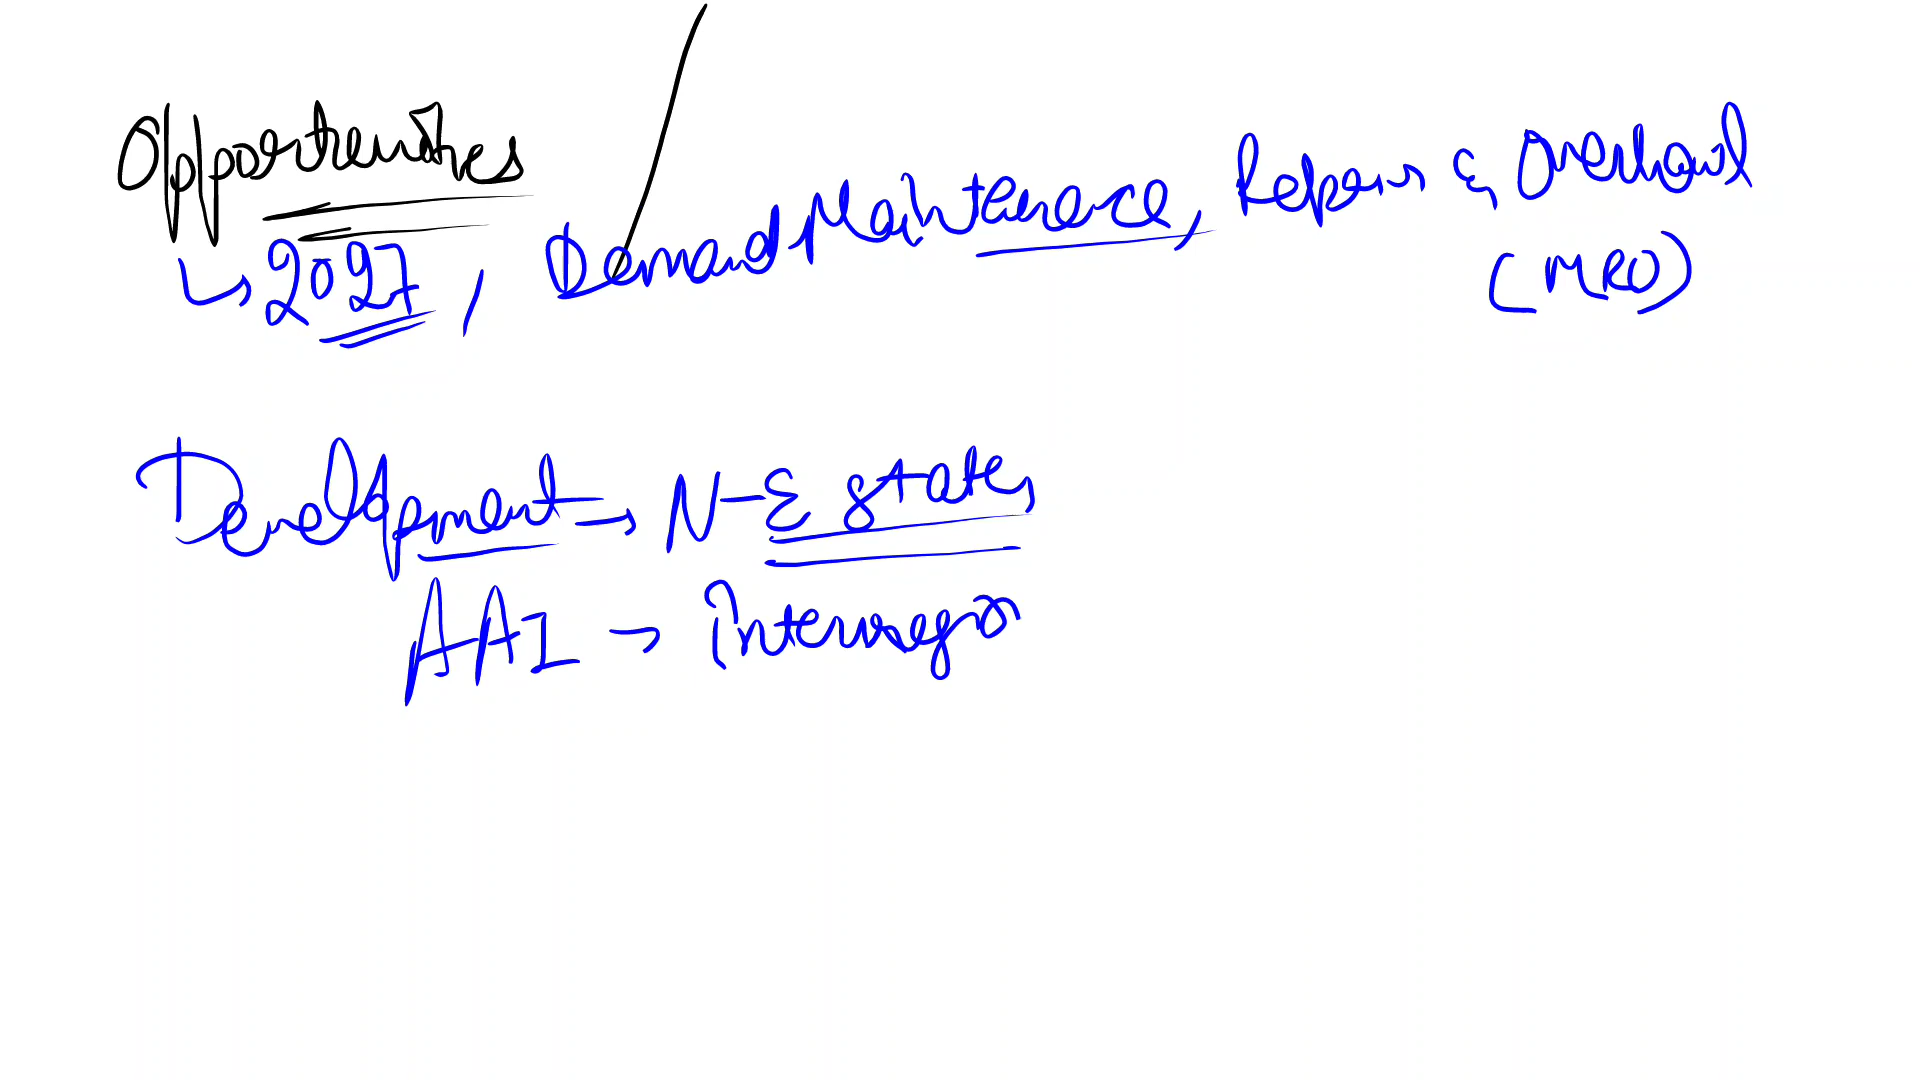 Opportunities
↳ 2027, Demand Maintenance, Repair & Overhaul
(MRO)
Development → N-E states
AAI → Interregio